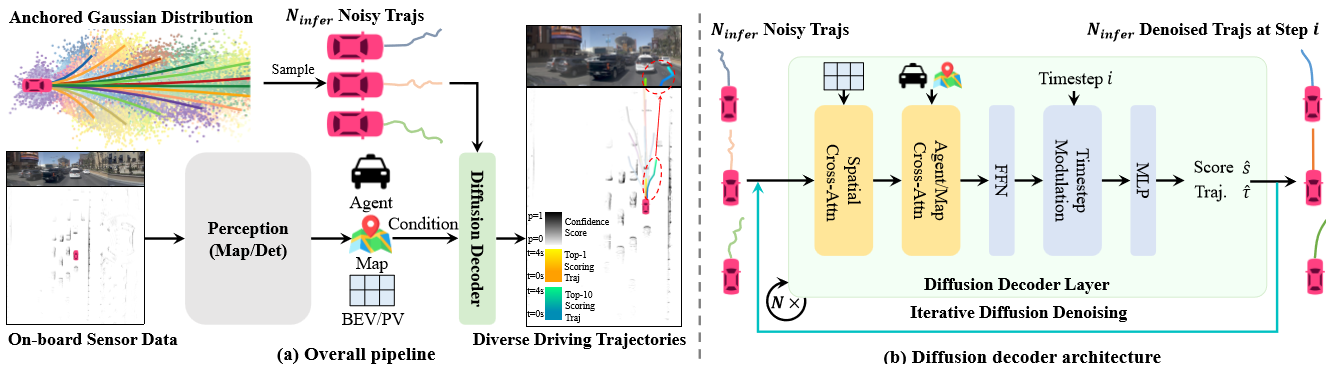 Anchored Gaussian Distribution
N_infer Noisy Trajs
Sample
Perception
(Map/Det)
Agent
Map
BEV/PV
Condition
Diffusion Decoder
p=1
p=0
Confidence
Score
t=4s
t=0s
Top-1
Scoring
Traj
t=4s
t=0s
Top-10
Scoring
Traj
On-board Sensor Data
Diverse Driving Trajectories
(a) Overall pipeline
N_infer Noisy Trajs
N_infer Denoised Trajs at Step i
Timestep i
Spatial
Cross-Attn
Agent/Map
Cross-Attn
FFN
Timestep
Modulation
MLP
Score ŝ
Traj. t̂
Diffusion Decoder Layer
N ×
Iterative Diffusion Denoising
(b) Diffusion decoder architecture